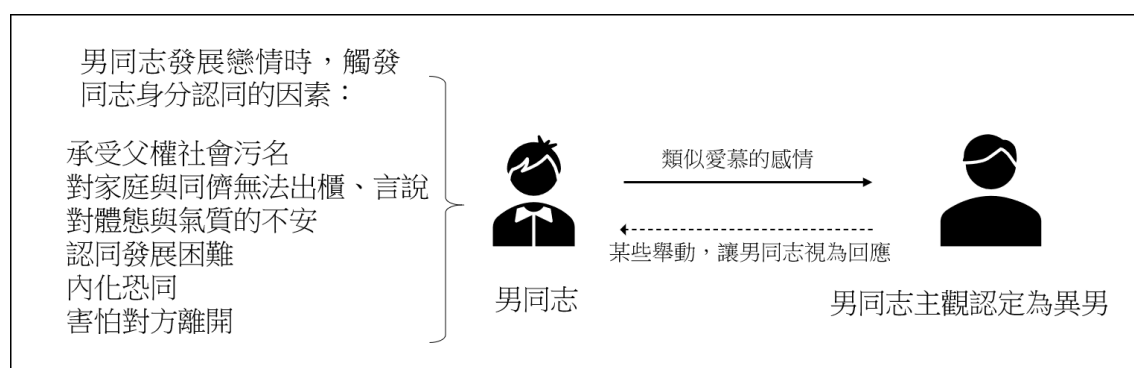 男同志發展戀情時，觸發
同志身分認同的因素：
承受父權社會污名
對家庭與同儕無法出櫃、言說
對體態與氣質的不安
認同發展困難
內化恐同
害怕對方離開
男同志
類似愛慕的感情
某些舉動，讓男同志視為回應
男同志主觀認定為異男